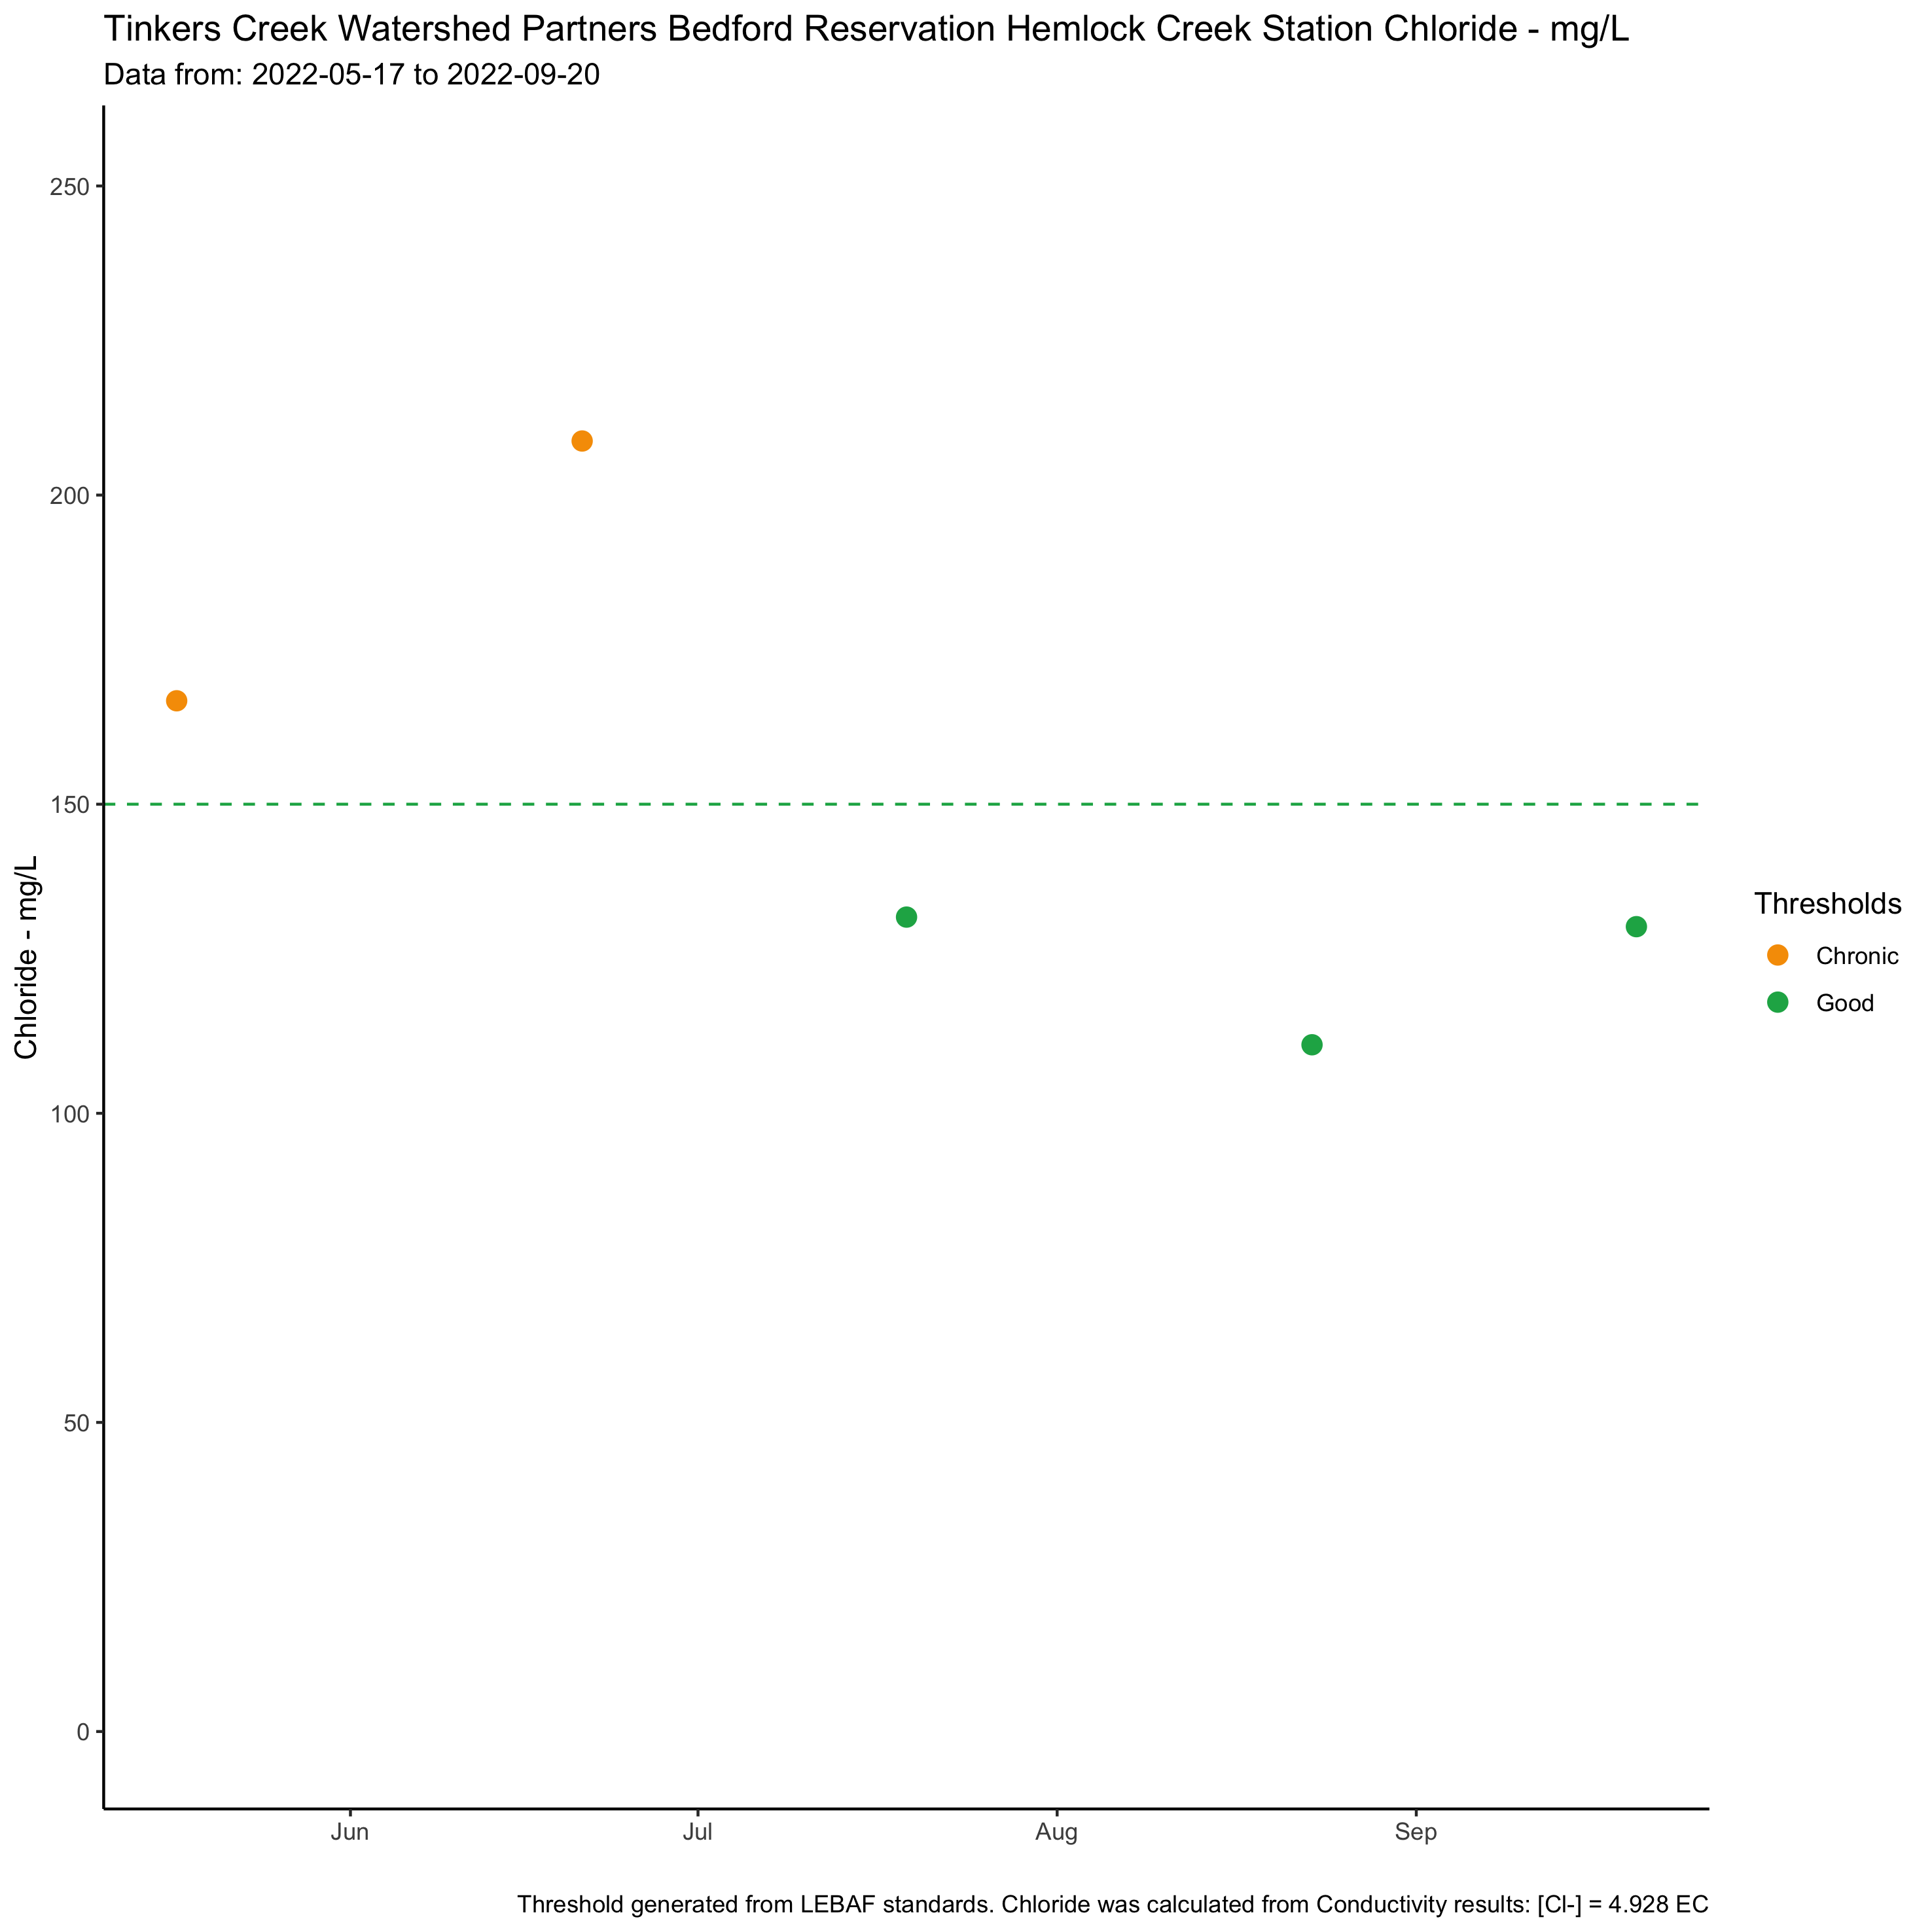 Tinkers Creek Watershed Partners Bedford Reservation Hemlock Creek Station Chloride - mg/L
Data from: 2022-05-17 to 2022-09-20
250
200
150
100
50
0
Chloride - mg/L
Jun Jul Aug Sep
Thresholds
Chronic
Good
Threshold generated from LEBAF standards. Chloride was calculated from Conductivity results: [Cl-] = 4.928 EC